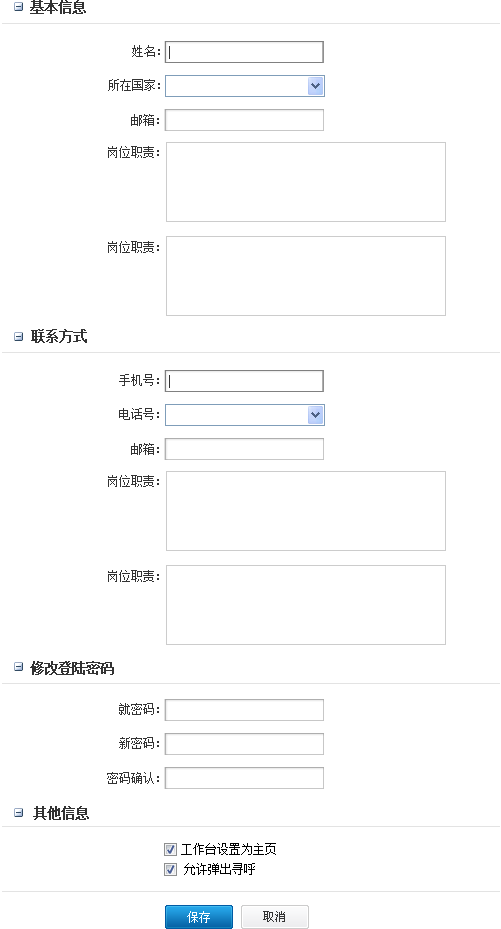 基本信息
姓名：
所在国家：
邮箱：
岗位职责：
岗位职责：
联系方式
手机号：
电话号：
邮箱：
岗位职责：
岗位职责：
修改登陆密码
就密码：
新密码：
密码确认：
其他信息
工作台设置为主页
允许弹出寻呼
保存 取消